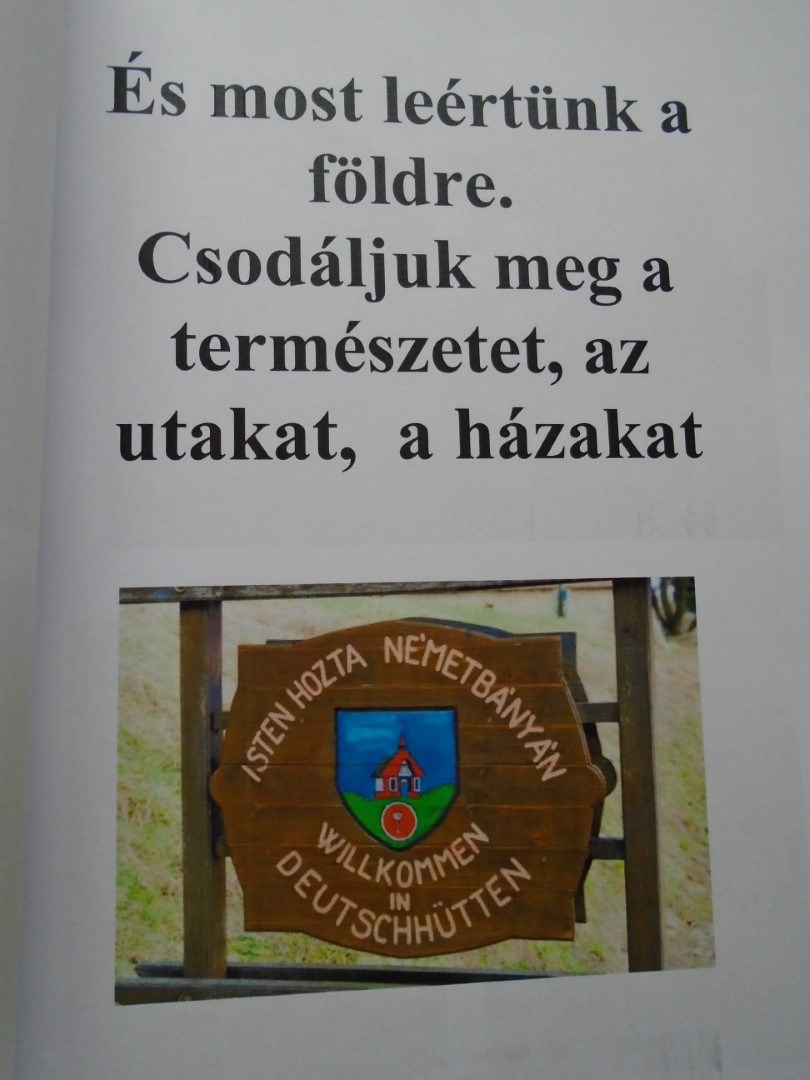 És most leértünk a
földre.
Csodáljuk meg a
természetet, az
utakat, a házakat
ISTEN HOZTA NÉMETBÁNYÁN
WILLKOMMEN
IN
DEUTSCHHÜTTEN